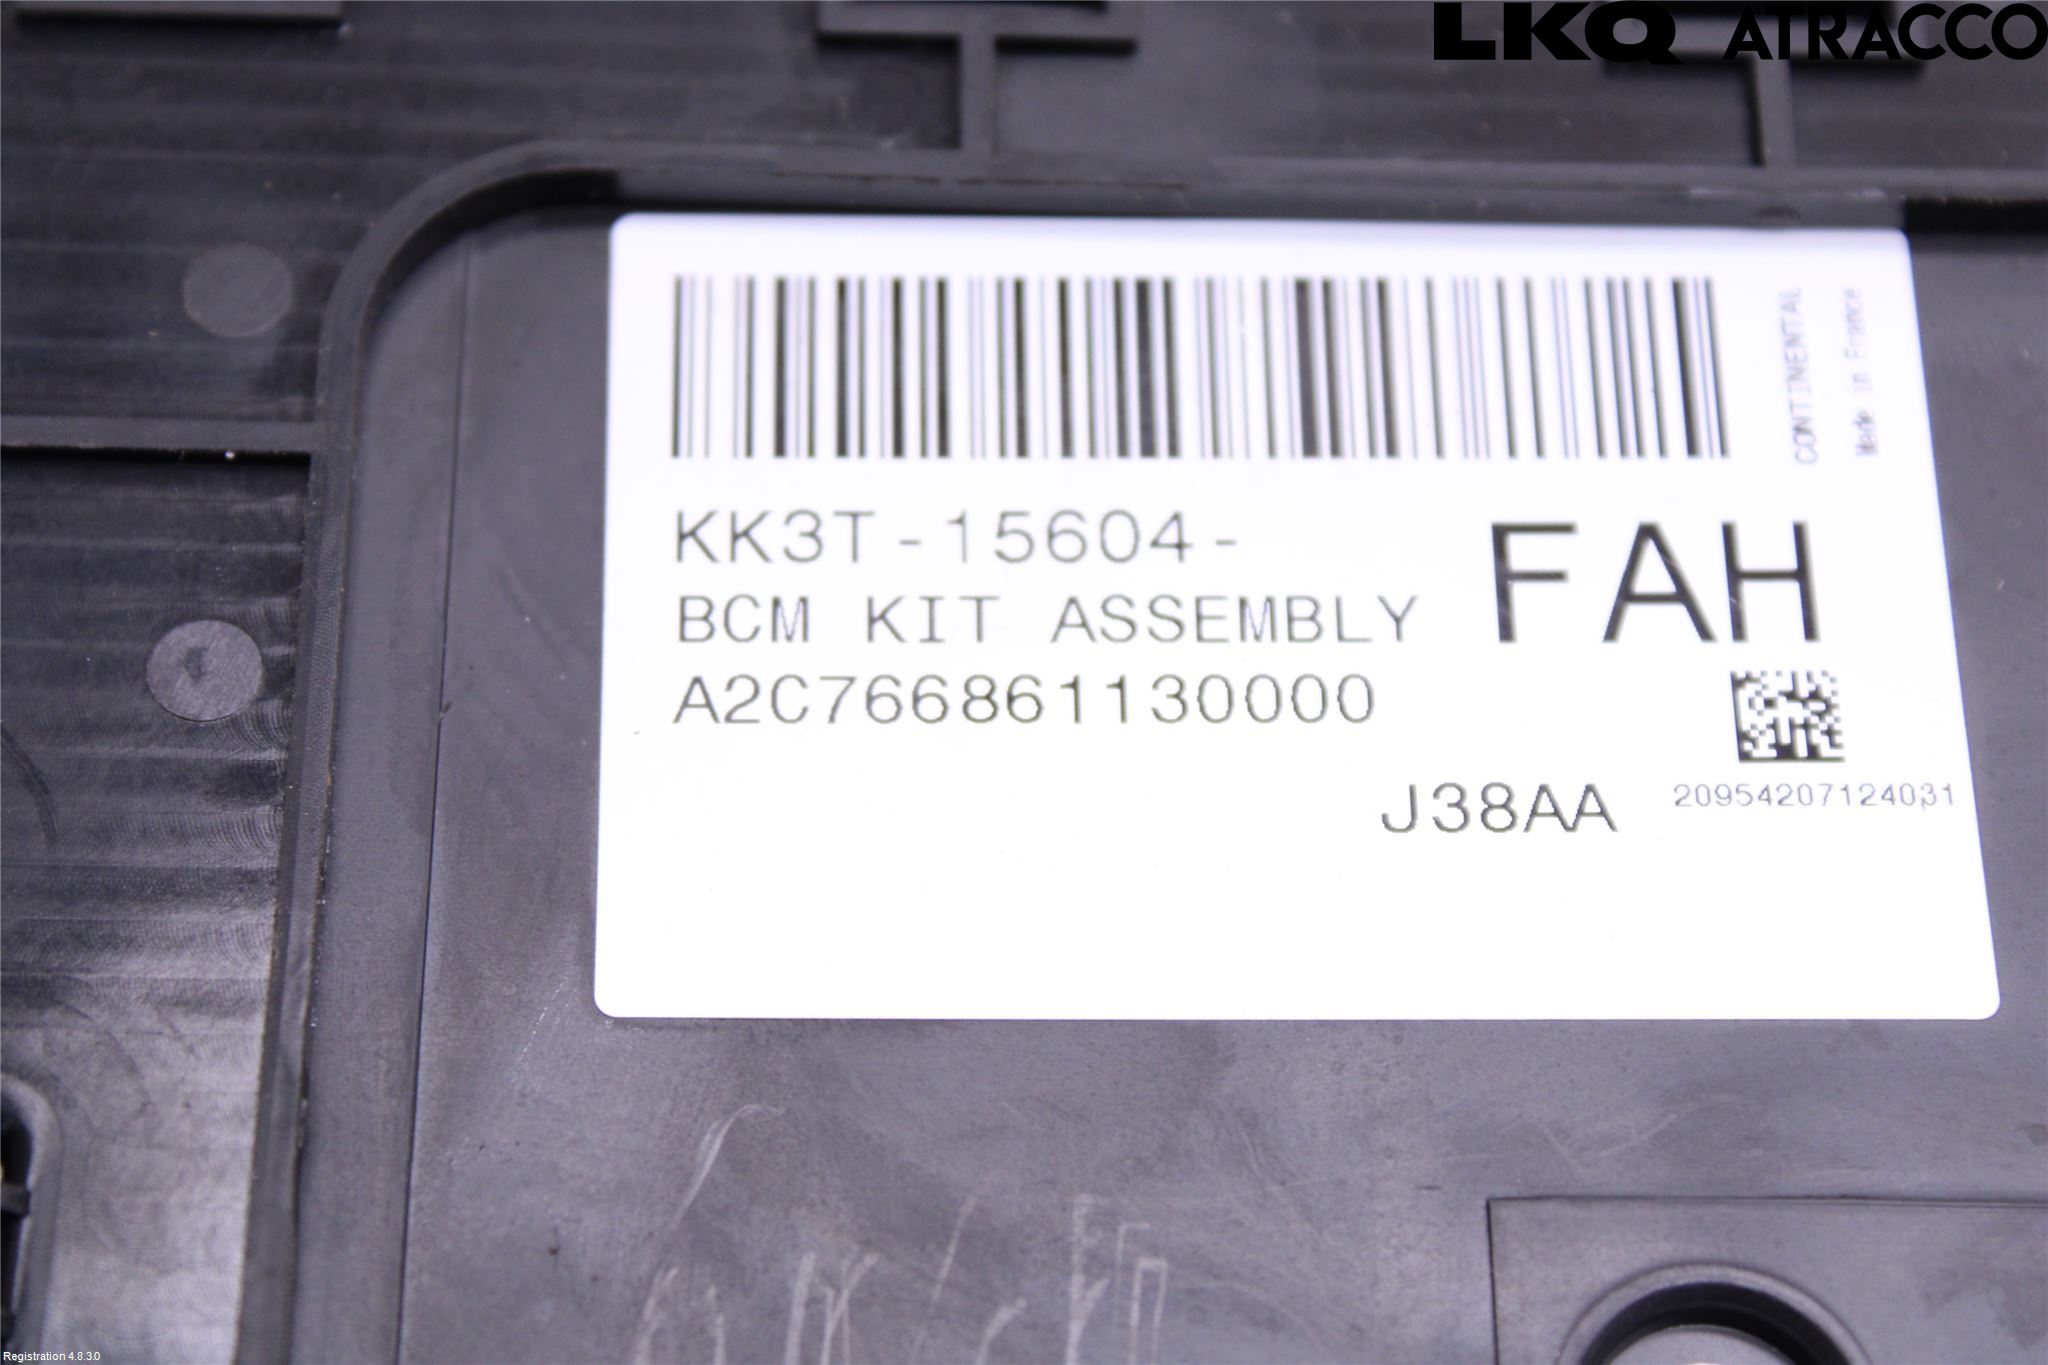 LKQ ATRACCO
CONTINENTAL
Made in France
KK3T-15604-
FAH
BCM KIT ASSEMBLY
A2C766861130000
J38AA
20954207124031
Registration 4.8.3.0